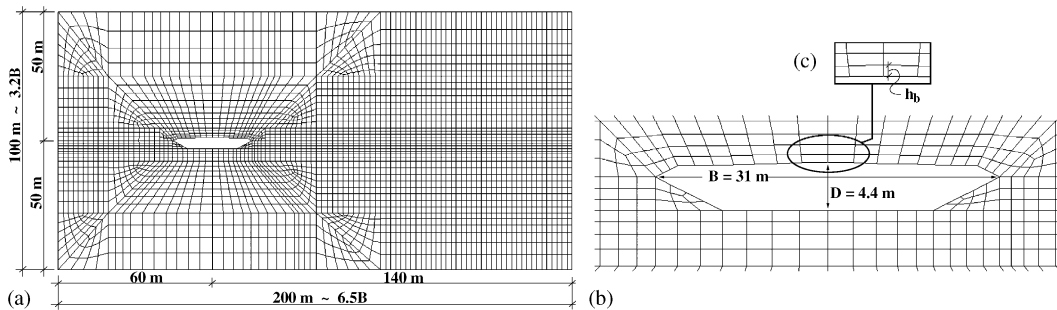 50 m
100 m ~ 3.2B
50 m
60 m
140 m
200 m ~ 6.5B
(a)
(c)
h_b
B = 31 m
D = 4.4 m
(b)